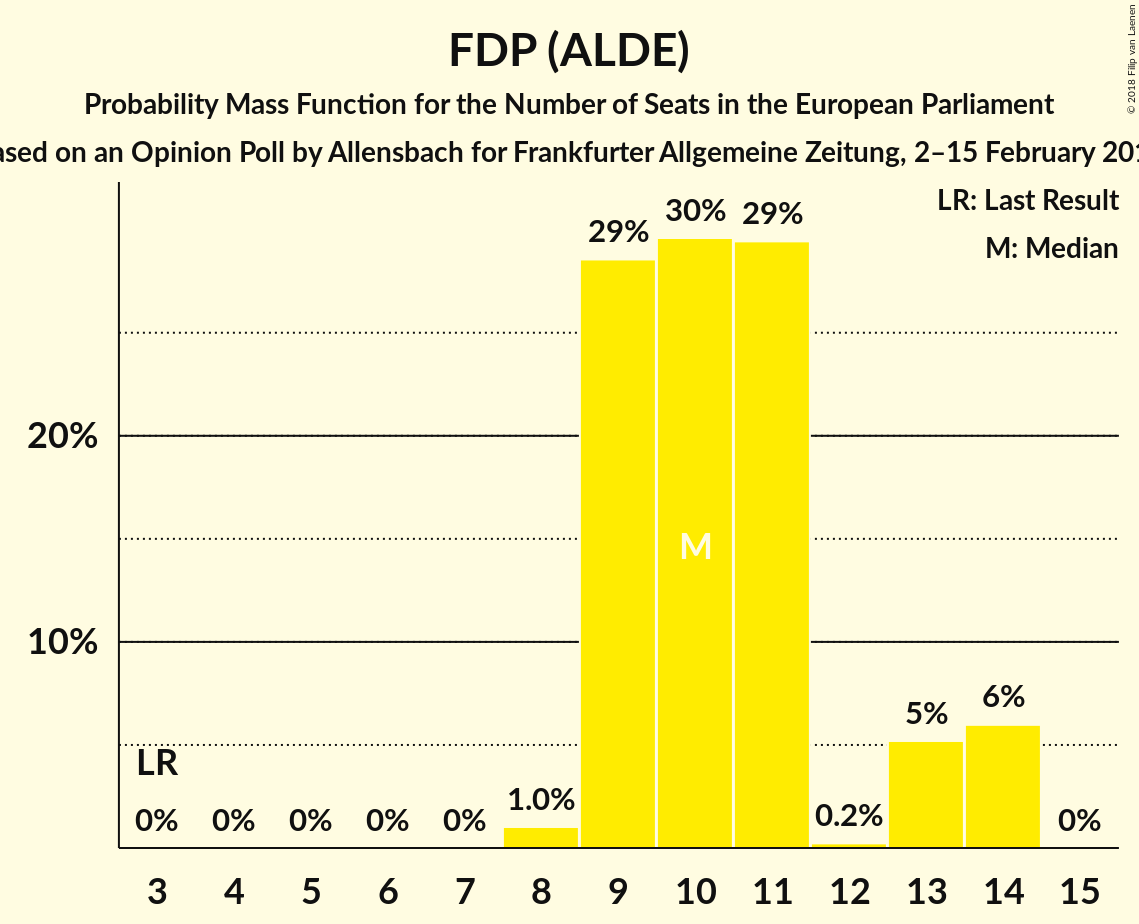 FDP (ALDE)
Probability Mass Function for the Number of Seats in the European Parliament
on an Opinion Poll by Allensbach for Frankfurter Allgemeine Zeitung, 2–15 February
© 2018 Filip van Laenen
LR: Last Result
M: Median
29%
30%
29%
20%
10%
M
LR
0%
0%
0%
0%
0%
1.0%
0.2%
5%
6%
0%
3 4 5 6 7 8 9 10 11 12 13 14 15